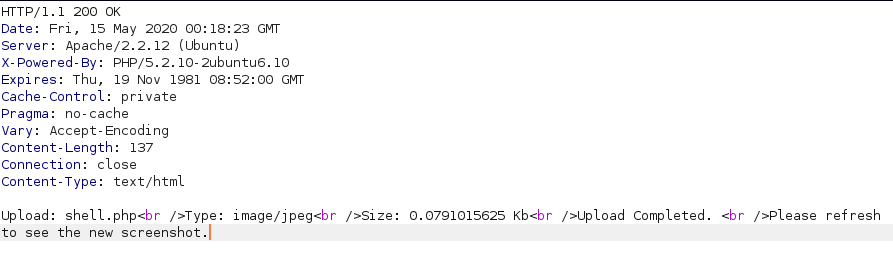 HTTP/1.1 200 OK
Date: Fri, 15 May 2020 00:18:23 GMT
Server: Apache/2.2.12 (Ubuntu)
X-Powered-By: PHP/5.2.10-2ubuntu6.10
Expires: Thu, 19 Nov 1981 08:52:00 GMT
Cache-Control: private
Pragma: no-cache
Vary: Accept-Encoding
Content-Length: 137
Connection: close
Content-Type: text/html

Upload: shell.php<br />Type: image/jpeg<br />Size: 0.0791015625 Kb<br />Upload Completed. <br />Please refresh
to see the new screenshot.